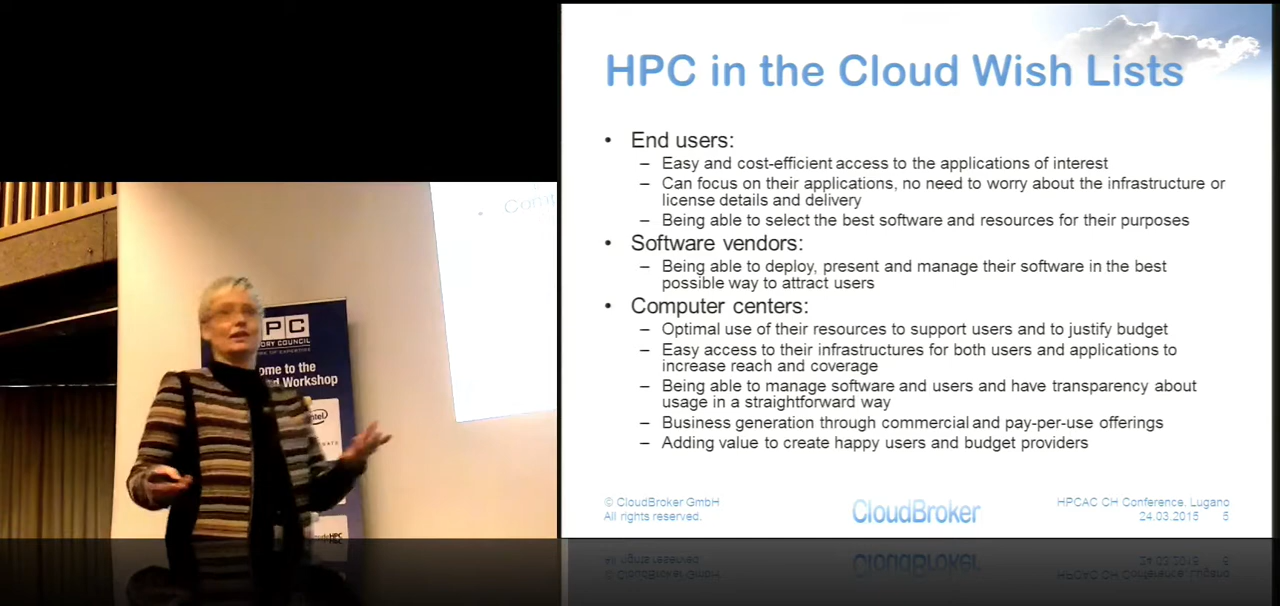 HPC in the Cloud Wish Lists
• End users:
– Easy and cost-efficient access to the applications of interest
– Can focus on their applications, no need to worry about the infrastructure or
license details and delivery
– Being able to select the best software and resources for their purposes
• Software vendors:
– Being able to deploy, present and manage their software in the best
possible way to attract users
• Computer centers:
– Optimal use of their resources to support users and to justify budget
– Easy access to their infrastructures for both users and applications to
increase reach and coverage
– Being able to manage software and users and have transparency about
usage in a straightforward way
– Business generation through commercial and pay-per-use offerings
– Adding value to create happy users and budget providers
© CloudBroker GmbH
All rights reserved.
CloudBroker
HPCAC CH Conference, Lugano
24.03.2015 5
PC
ORY COUNCIL
ome to the
Workshop